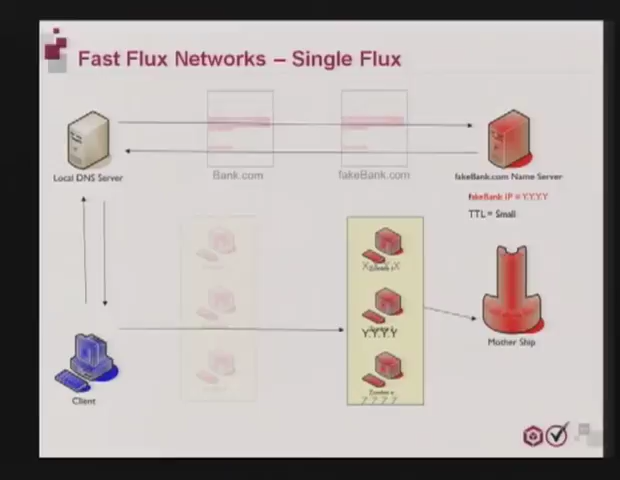 Fast Flux Networks – Single Flux
Bank.com
fakeBank.com
Local DNS Server
fakeBank.com Name Server
fakeBank IP = Y.Y.Y.Y
TTL = Small
Y.Y.Y.Y
Z.Z.Z.Z
Mother Ship
Client